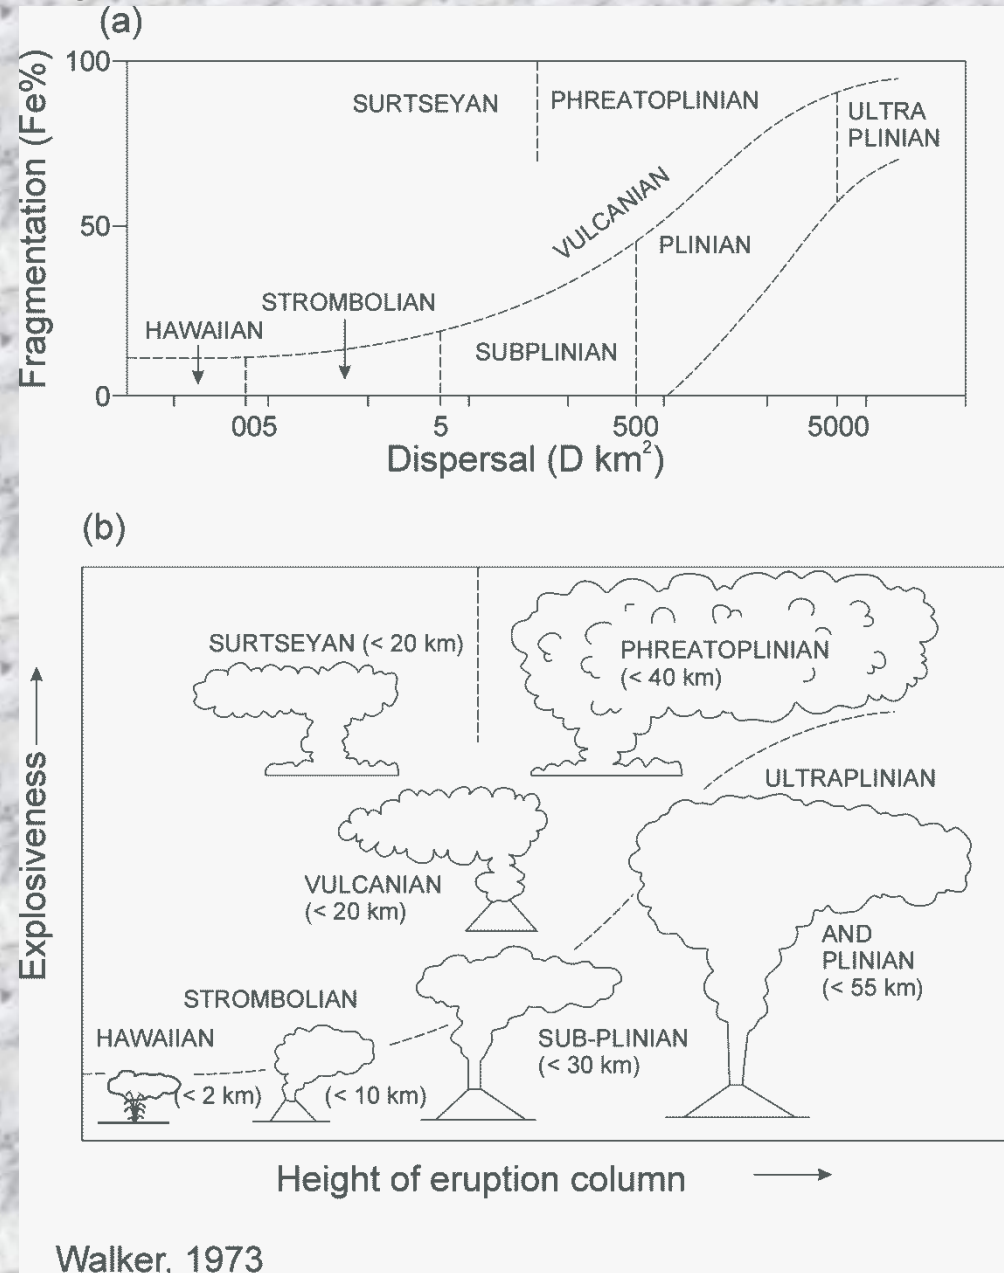 (a)
Fragmentation (Fe%)
100
50
0
SURTSEYAN
PHREATOPLINIAN
ULTRA
PLINIAN
VULCANIAN
PLINIAN
STROMBOLIAN
HAWAIIAN
SUBPLINIAN
005
5
500
5000
Dispersal (D km²)
(b)
Explosiveness
SURTSEYAN (< 20 km)
PHREATOPLINIAN
(< 40 km)
ULTRAPLINIAN
VULCANIAN
(< 20 km)
AND
PLINIAN
(< 55 km)
STROMBOLIAN
HAWAIIAN
SUB-PLINIAN
(< 30 km)
(< 2 km)
(< 10 km)
Height of eruption column
Walker, 1973